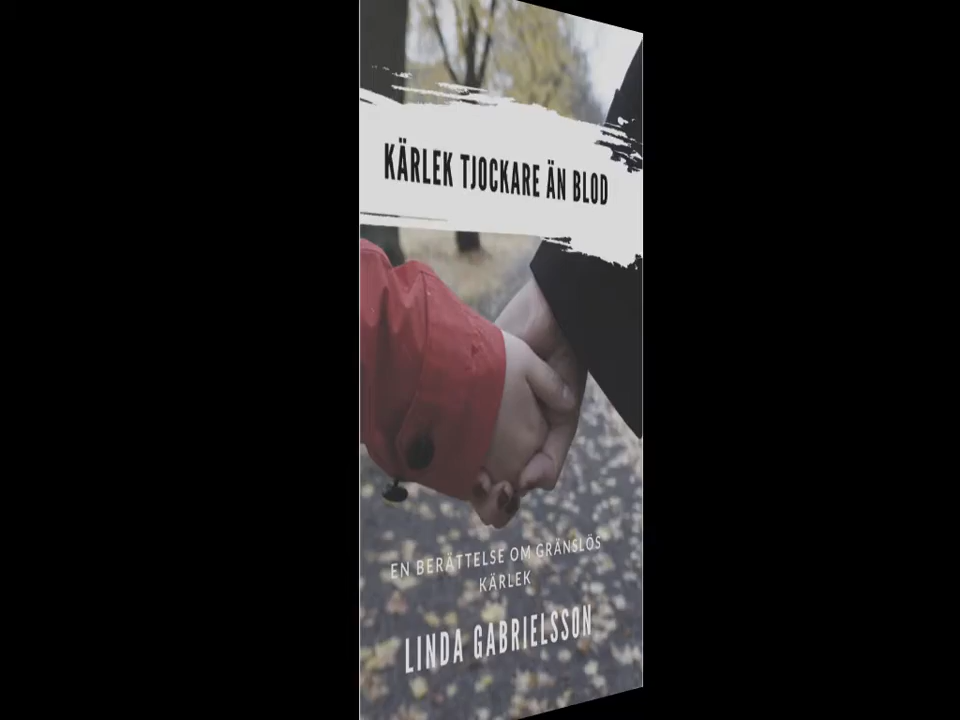 KÄRLEK TJOCKARE ÄN BLOD
EN BERÄTTELSE OM GRÄNSLÖS
KÄRLEK
LINDA GABRIELSSON